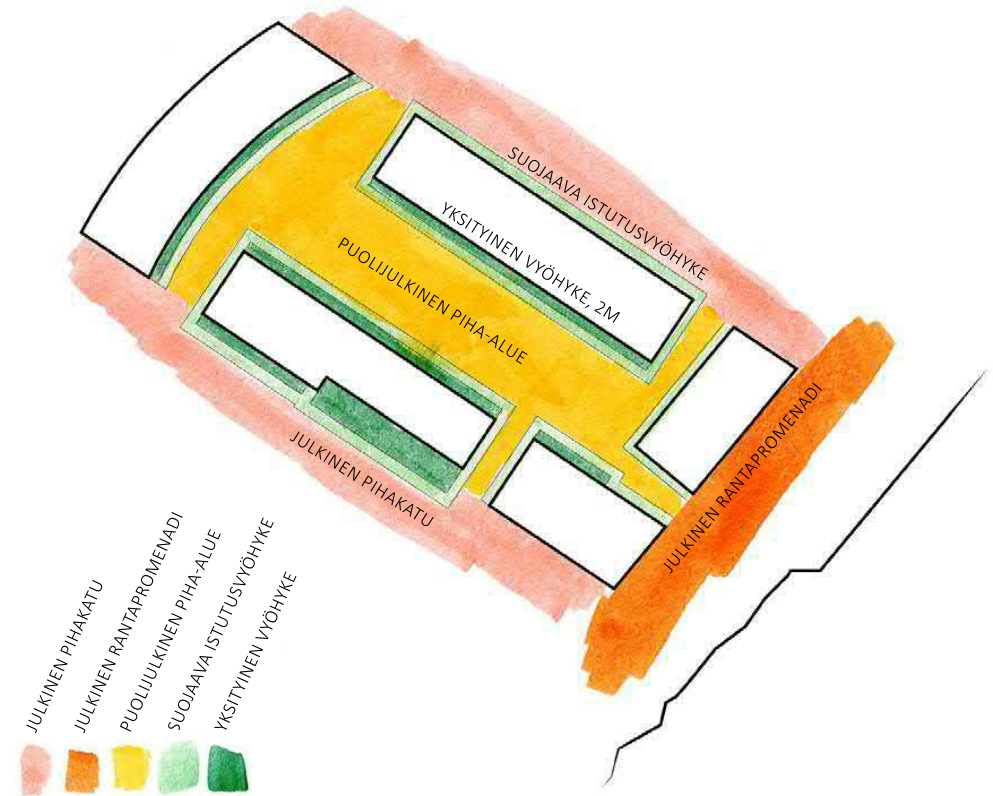 SUOJAAVA ISTUTUSVYÖHYKE
YKSITYINEN VYÖHYKE, 2M
PUOLIJULKINEN PIHA-ALUE
JULKINEN RANTAPROMENADI
JULKINEN PIHAKATU
JULKINEN PIHAKATU
JULKINEN RANTAPROMENADI
PUOLIJULKINEN PIHA-ALUE
SUOJAAVA ISTUTUSVYÖHYKE
YKSITYINEN VYÖHYKE